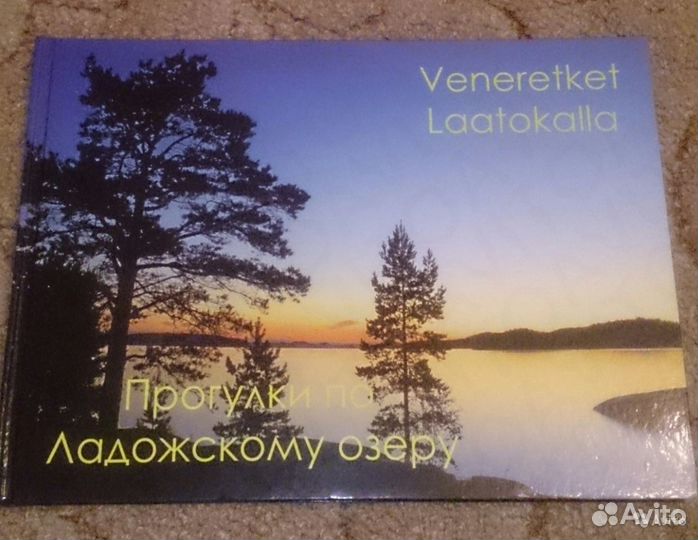 Veneretket
Laatokalla
Прогулки по
Ладожскому озеру
Avito